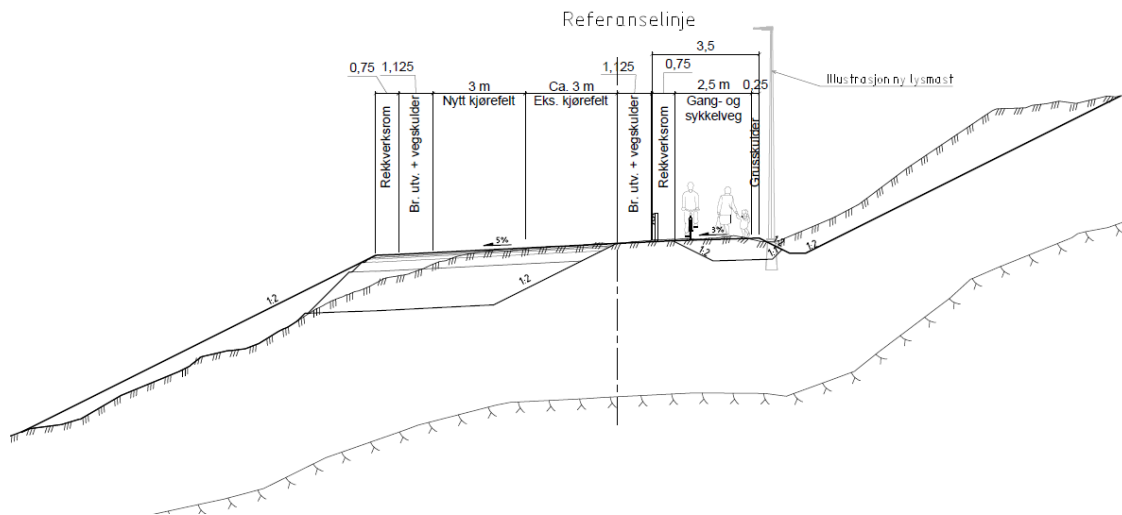 Referanselinje
3,5
0,75
1,125
1,125
0,75
Illustrasjon ny lysmast
3 m
Ca. 3 m
2,5 m
0,25
Nytt kjørefelt
Eks. kjørefelt
Gang- og
sykkelveg
Rekkverksrom
Br. utv. + vegskulder
Br. utv. + vegskulder
Rekkverksrom
Grusskulder
5%
3%
1:2
1:2
1:2
1:2